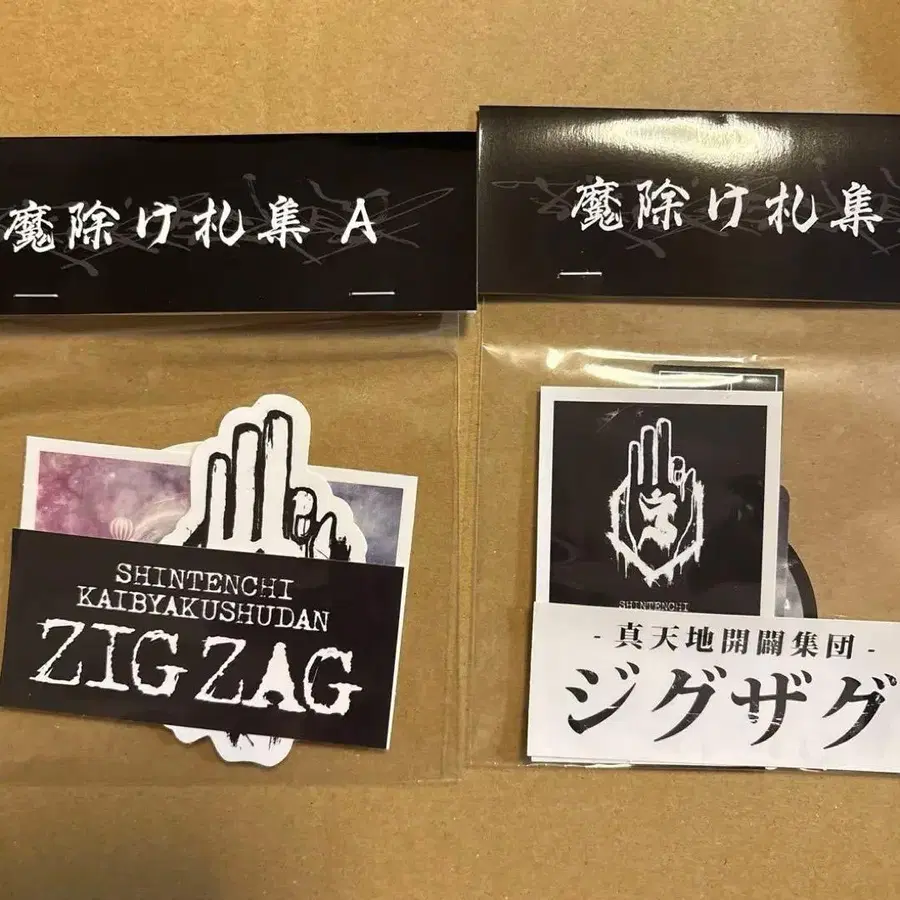 魔除け札集 A
SHINTENCHI
KAIBYAKUSHUDAN
ZIG ZAG
魔除け札集
SHINTENCHI
- 真天地開闢集団 -
ジグザグ